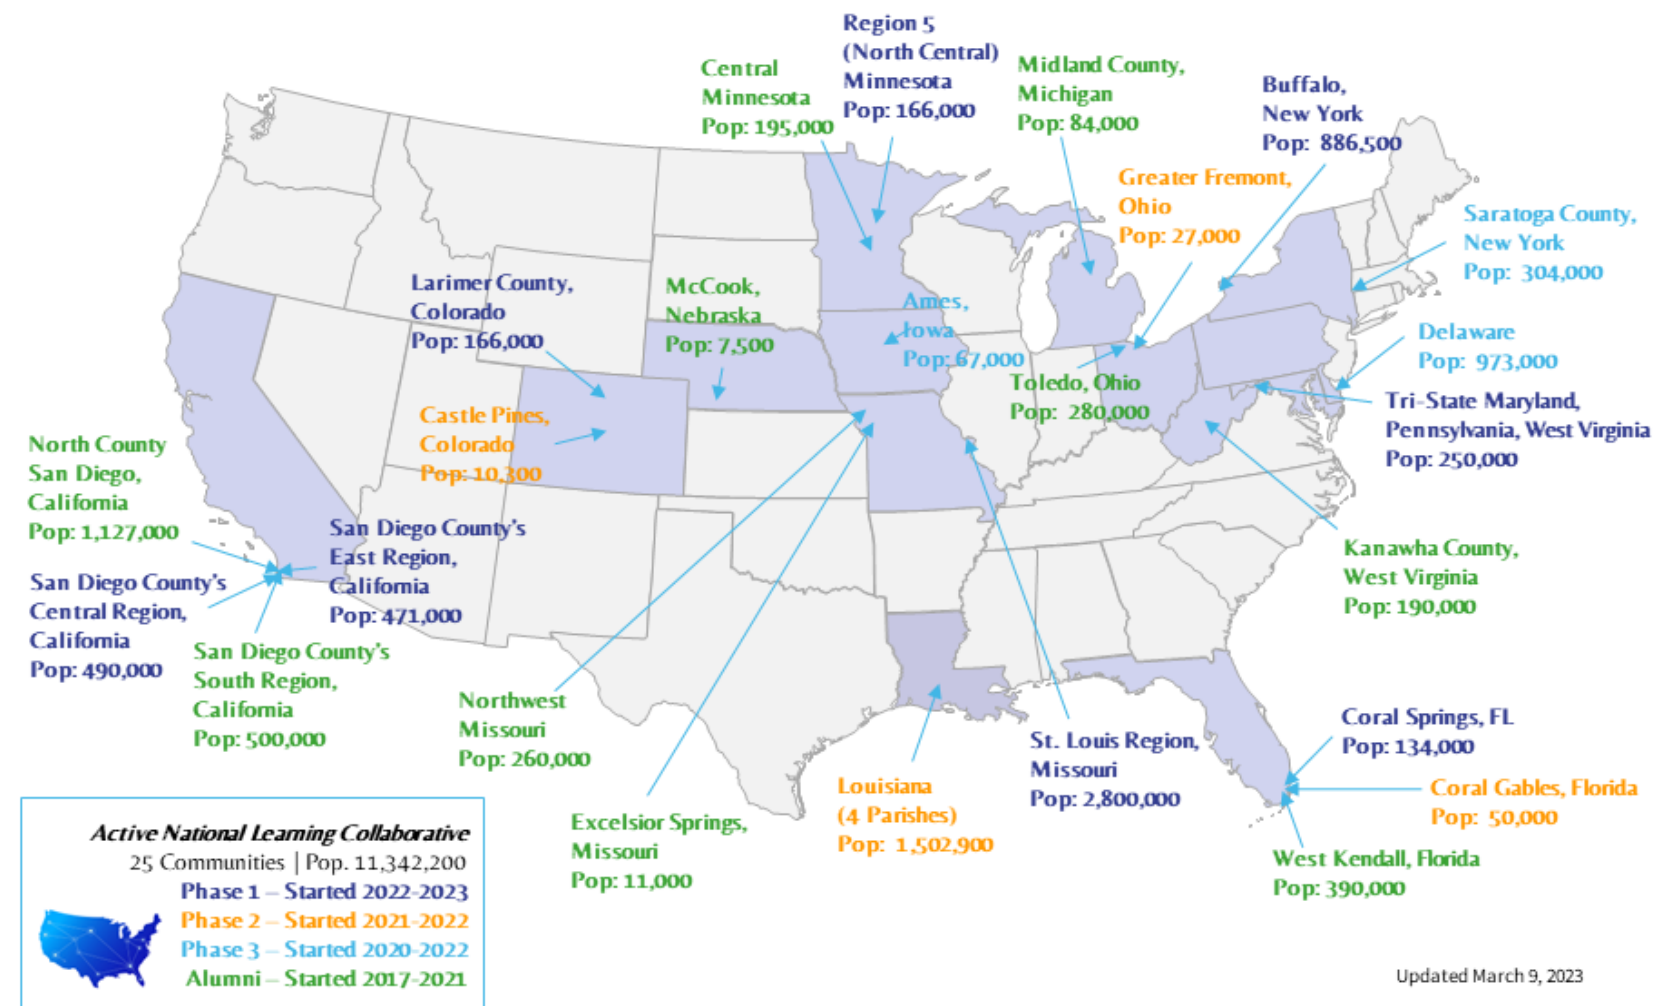 Region 5
(North Central)
Minnesota
Pop: 166,000
Central
Minnesota
Pop: 195,000
Midland County,
Michigan
Pop: 84,000
Buffalo,
New York
Pop: 886,500
Greater Fremont,
Ohio
Pop: 27,000
Saratoga County,
New York
Pop: 304,000
Larimer County,
Colorado
Pop: 166,000
McCook,
Nebraska
Pop: 7,500
Ames,
Iowa
Pop: 67,000
Delaware
Pop: 973,000
Toledo, Ohio
Pop: 280,000
Tri-State Maryland,
Pennsylvania, West Virginia
Pop: 250,000
Castle Pines,
Colorado
Pop: 10,300
North County
San Diego,
California
Pop: 1,127,000
San Diego County's
East Region,
California
Pop: 471,000
San Diego County's
Central Region,
California
Pop: 490,000
San Diego County's
South Region,
California
Pop: 500,000
Kanawha County,
West Virginia
Pop: 190,000
Northwest
Missouri
Pop: 260,000
Excelsior Springs,
Missouri
Pop: 11,000
Louisiana
(4 Parishes)
Pop: 1,502,900
St. Louis Region,
Missouri
Pop: 2,800,000
Coral Springs, FL
Pop: 134,000
Coral Gables, Florida
Pop: 50,000
West Kendall, Florida
Pop: 390,000
Active National Learning Collaborative
25 Communities | Pop. 11,342,200
Phase 1 – Started 2022-2023
Phase 2 – Started 2021-2022
Phase 3 – Started 2020-2022
Alumni – Started 2017-2021
Updated March 9, 2023